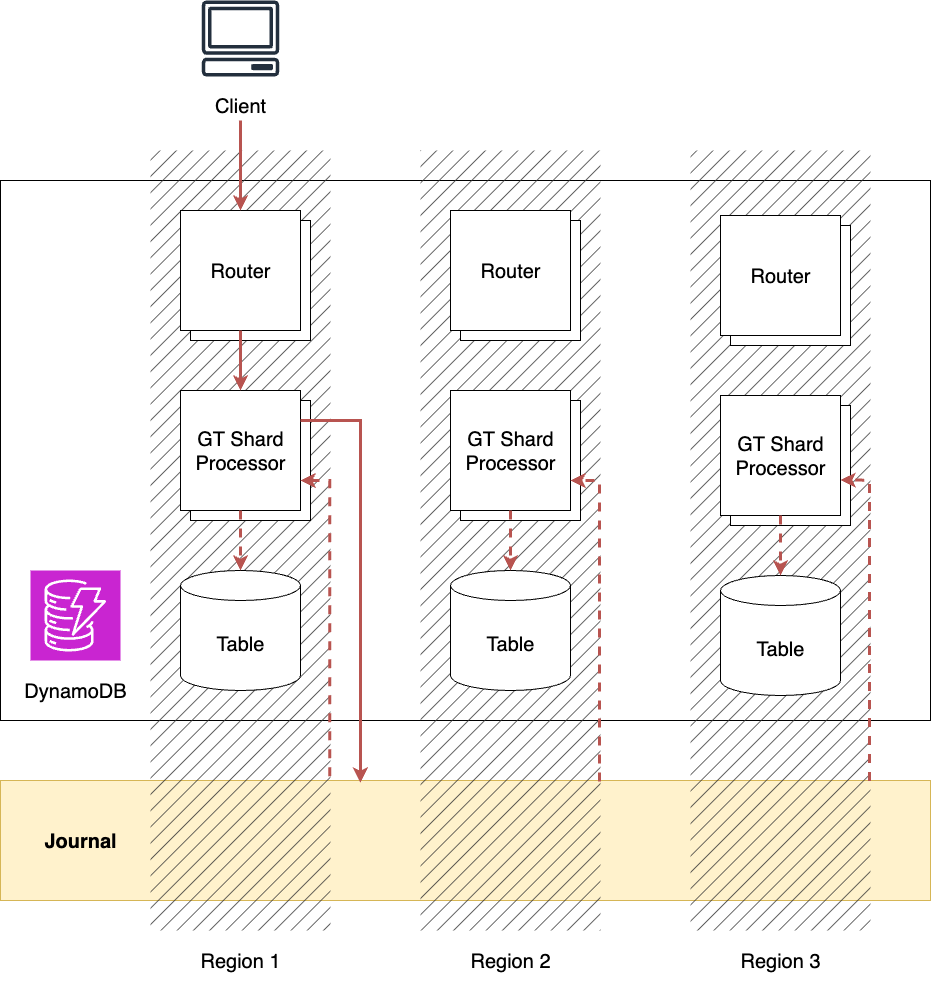 Client
Router
Router
Router
GT Shard
Processor
GT Shard
Processor
GT Shard
Processor
Table
Table
Table
DynamoDB
Journal
Region 1
Region 2
Region 3